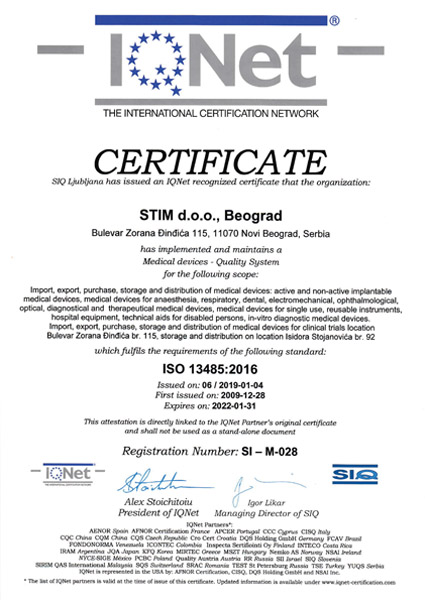 IQNet ®
THE INTERNATIONAL CERTIFICATION NETWORK
CERTIFICATE
SIQ Ljubljana has issued an IQNet recognized certificate that the organization:
STIM d.o.o., Beograd
Bulevar Zorana Đinđića 115, 11070 Novi Beograd, Serbia
has implemented and maintains a
Medical devices - Quality System
for the following scope:
Import, export, purchase, storage and distribution of medical devices: active and non-active implantable
medical devices, medical devices for anaesthesia, respiratory, dental, electromechanical, ophthalmological,
optical, diagnostical and therapeutical medical devices, medical devices for single use, reusable instruments,
hospital equipment, technical aids for disabled persons, in-vitro diagnostic medical devices.
Import, export, purchase, storage and distribution of medical devices for clinical trials location
Bulevar Zorana Đinđića br. 115, storage and distribution on location Isidora Stojanovića br. 92
which fulfils the requirements of the following standard:
ISO 13485:2016
Issued on: 06 / 2019-01-04
First issued on: 2009-12-28
Expires on: 2022-01-31
This attestation is directly linked to the IQNet Partner's original certificate
and shall not be used as a stand-alone document
Registration Number: SI – M-028
IQNet ®
THE INTERNATIONAL CERTIFICATION NETWORK
SIQ
Alex Stoichitoiu
President of IQNet
Igor Likar
Managing Director of SIQ
IQNet Partners*:
AENOR Spain AFNOR Certification France APCER Portugal CCC Cyprus CISQ Italy
CQC China CQM China CQS Czech Republic Cro Cert Croatia DQS Holding GmbH Germany FCAV Brazil
FONDONORMA Venezuela ICONTEC Colombia Inspecta Sertifiointi Oy Finland INTECO Costa Rica
IRAM Argentina JQA Japan KFQ Korea MIRTEC Greece MSZT Hungary Nemko AS Norway NSAI Ireland
NYCE-SIGE México PCBC Poland Quality Austria Austria RR Russia SII Israel SIQ Slovenia
SIRIM QAS International Malaysia SQS Switzerland SRAC Romania TEST St Petersburg Russia TSE Turkey YUQS Serbia
IQNet is represented in the USA by: AFNOR Certification, CISQ, DQS Holding GmbH and NSAI Inc.
* The list of IQNet partners is valid at the time of issue of this certificate. Updated information is available under www.iqnet-certification.com